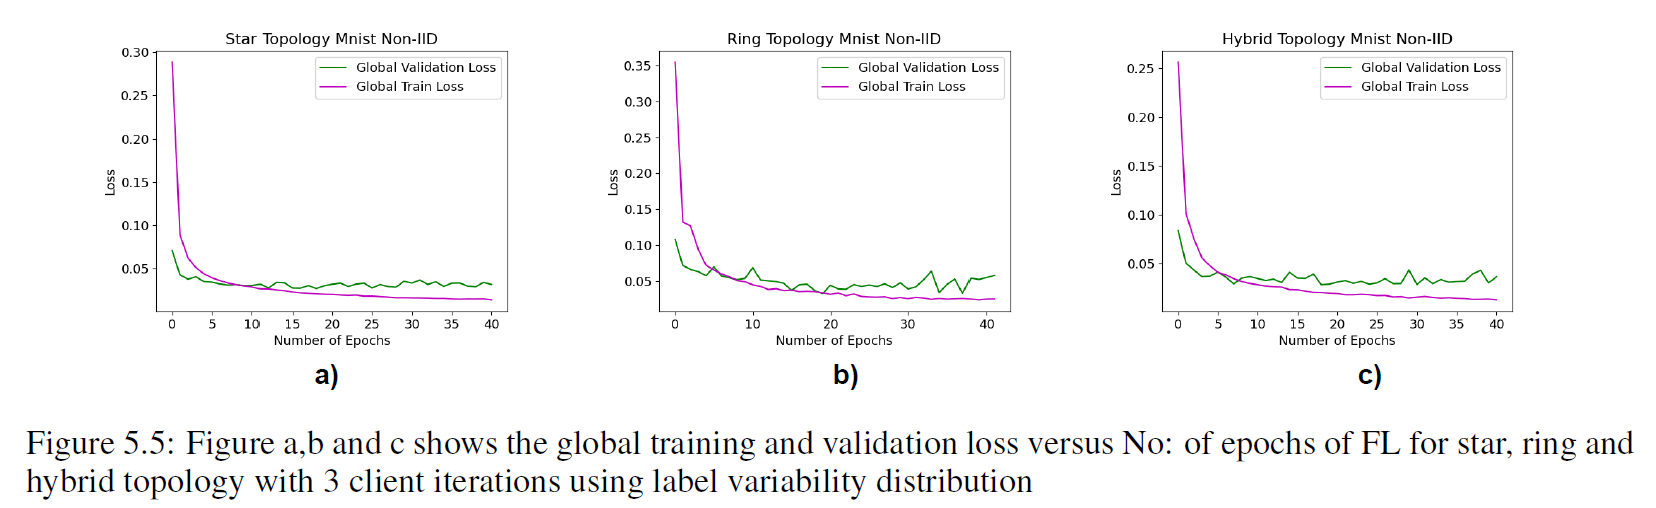 Star Topology Mnist Non-IID
0.30
0.25
0.20
0.15
0.10
0.05
Loss
Global Validation Loss
Global Train Loss
0 5 10 15 20 25 30 35 40
Number of Epochs
a)
Ring Topology Mnist Non-IID
0.35
0.30
0.25
0.20
0.15
0.10
0.05
Loss
Global Validation Loss
Global Train Loss
0 10 20 30 40
Number of Epochs
b)
Hybrid Topology Mnist Non-IID
0.25
0.20
0.15
0.10
0.05
Loss
Global Validation Loss
Global Train Loss
0 5 10 15 20 25 30 35 40
Number of Epochs
c)
Figure 5.5: Figure a,b and c shows the global training and validation loss versus No: of epochs of FL for star, ring and
hybrid topology with 3 client iterations using label variability distribution